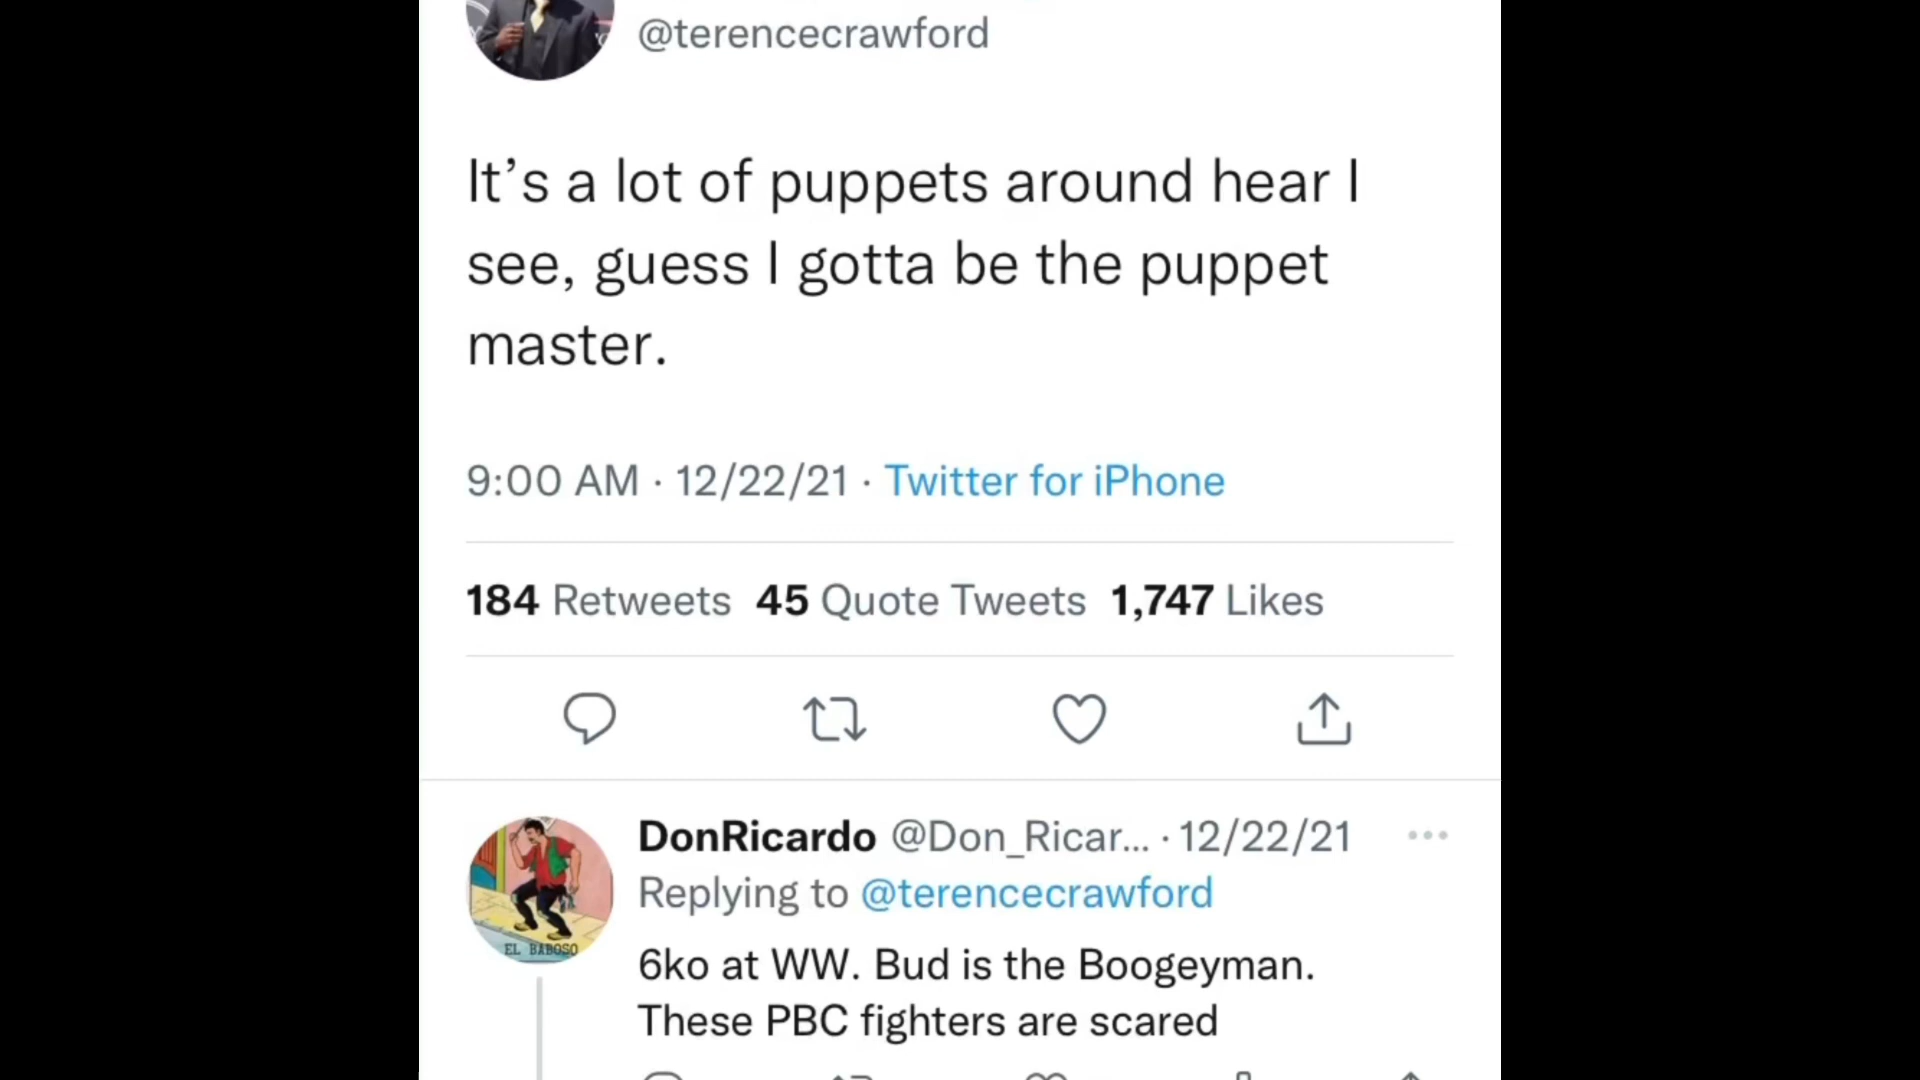 @terencecrawford
It's a lot of puppets around hear I
see, guess I gotta be the puppet
master.
9:00 AM · 12/22/21 · Twitter for iPhone
184 Retweets 45 Quote Tweets 1,747 Likes
DonRicardo @Don_Ricar... · 12/22/21
Replying to @terencecrawford
EL BABOSO
6ko at WW. Bud is the Boogeyman.
These PBC fighters are scared